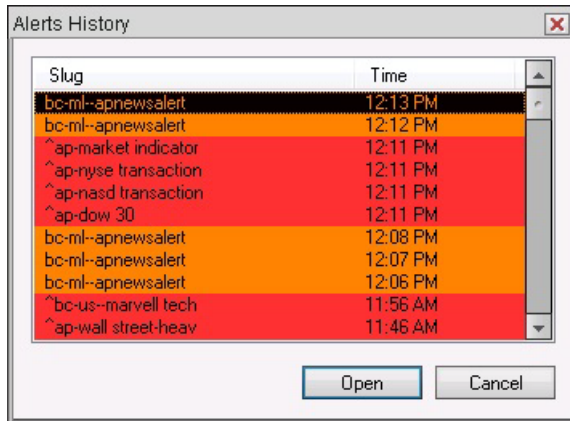 Alerts History
Slug Time
bc-ml--apnewsalert 12:13 PM
bc-ml--apnewsalert 12:12 PM
^ap-market indicator 12:11 PM
^ap-nyse transaction 12:11 PM
^ap-nasd transaction 12:11 PM
^ap-dow 30 12:11 PM
bc-ml--apnewsalert 12:08 PM
bc-ml--apnewsalert 12:07 PM
bc-ml--apnewsalert 12:06 PM
^bc-us--marvell tech 11:56 AM
^ap-wall street-heav 11:46 AM
Open Cancel